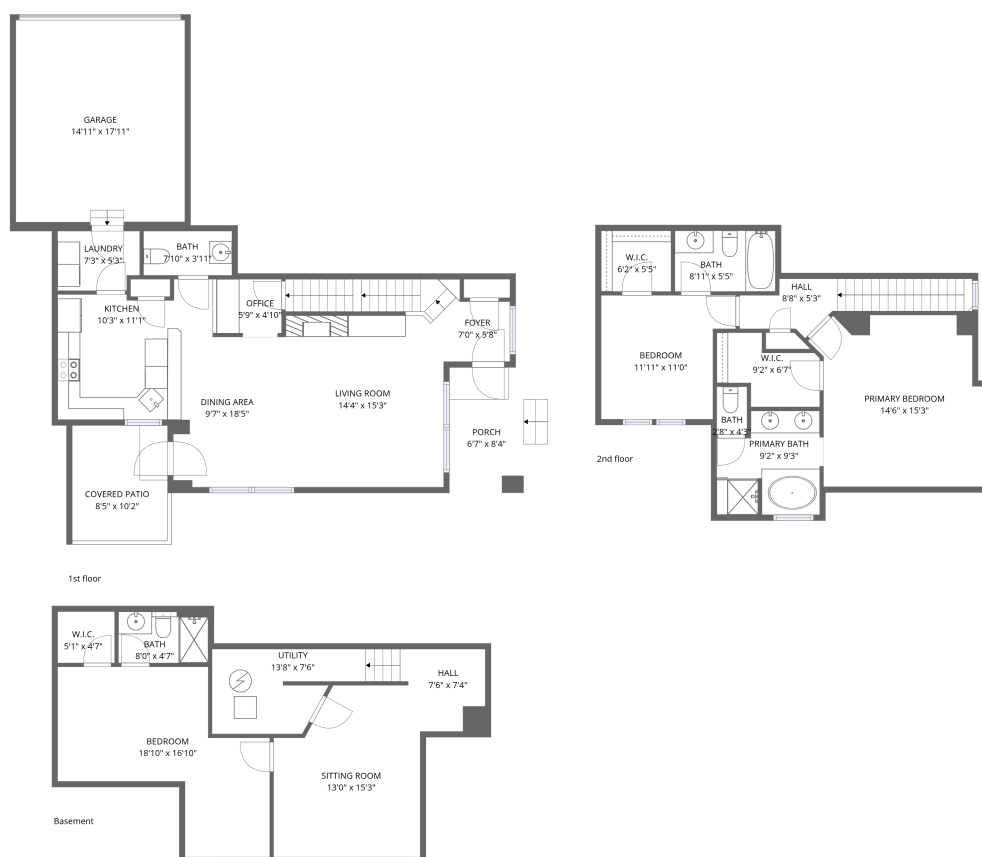 GARAGE
14'11" x 17'11"
LAUNDRY
7'3" x 5'3"
BATH
7'10" x 3'11"
KITCHEN
10'3" x 11'1"
OFFICE
5'9" x 4'10"
FOYER
7'0" x 5'8"
DINING AREA
9'7" x 18'5"
LIVING ROOM
14'4" x 15'3"
PORCH
6'7" x 8'4"
COVERED PATIO
8'5" x 10'2"
1st floor
W.I.C.
6'2" x 5'5"
BATH
8'11" x 5'5"
HALL
8'8" x 5'3"
BEDROOM
11'11" x 11'0"
W.I.C.
9'2" x 6'7"
PRIMARY BEDROOM
14'6" x 15'3"
BATH
2'8" x 4'3"
PRIMARY BATH
9'2" x 9'3"
2nd floor
W.I.C.
5'1" x 4'7"
BATH
8'0" x 4'7"
UTILITY
13'8" x 7'6"
HALL
7'6" x 7'4"
BEDROOM
18'10" x 16'10"
SITTING ROOM
13'0" x 15'3"
Basement